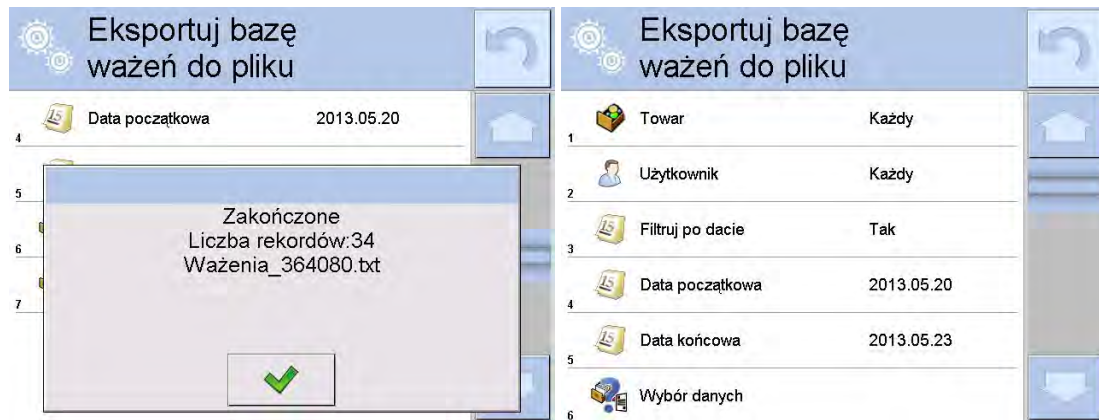 Eksportuj bazę
ważeń do pliku
4 Data początkowa 2013.05.20
5
6
7
Zakończone
Liczba rekordów:34
Ważenia_364080.txt
Eksportuj bazę
ważeń do pliku
1 Towar Każdy
2 Użytkownik Każdy
3 Filtruj po dacie Tak
4 Data początkowa 2013.05.20
5 Data końcowa 2013.05.23
6 Wybór danych